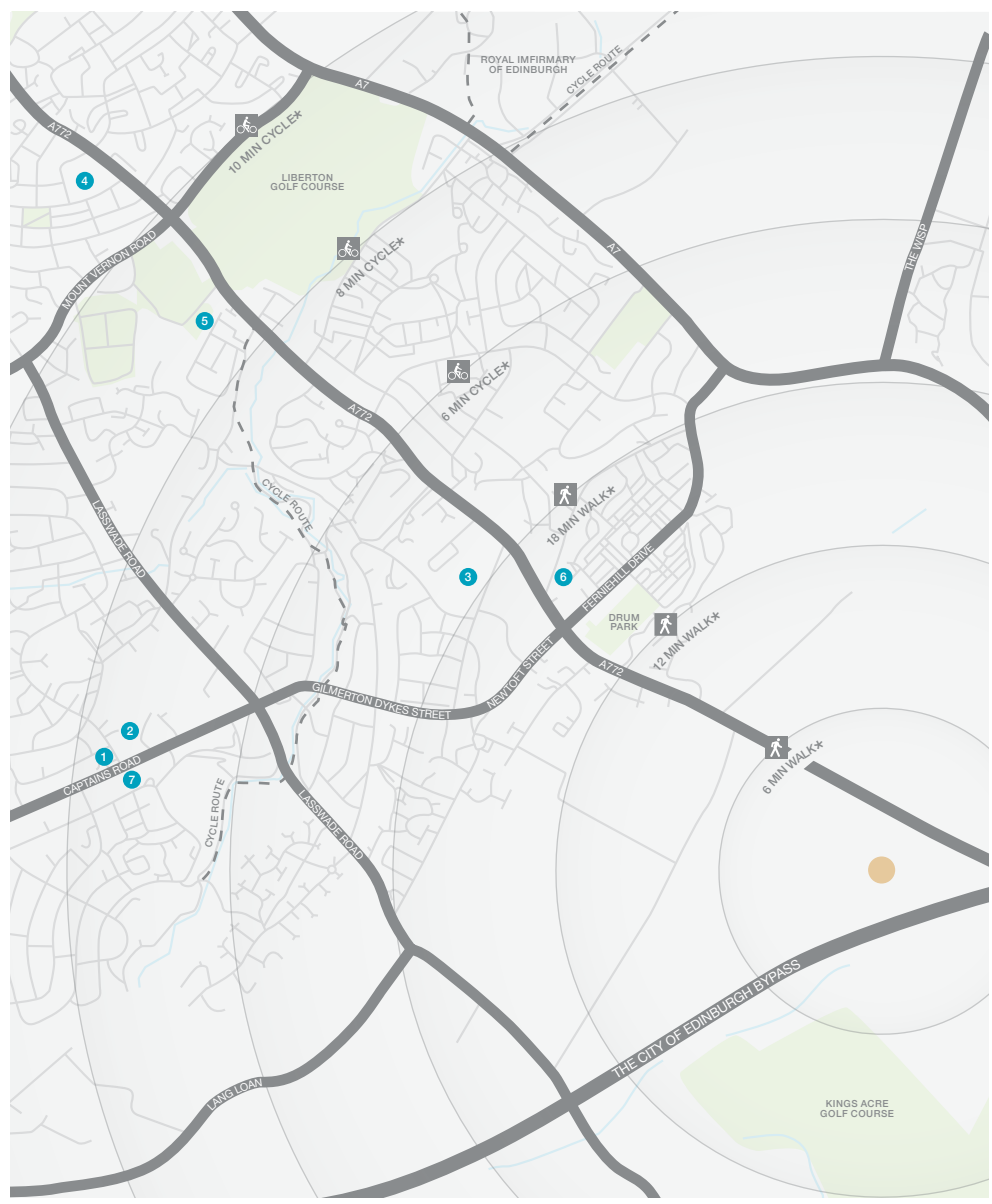 ROYAL IMFIRMARY
OF EDINBURGH
CYCLE ROUTE
A7
A772
10 MIN CYCLE*
LIBERTON
GOLF COURSE
4
MOUNT VERNON ROAD
8 MIN CYCLE*
A7
THE WISP
5
6 MIN CYCLE*
A772
LASSWADE ROAD
CYCLE ROUTE
18 MIN WALK*
3
6
FERNIEHILL DRIVE
DRUM
PARK
12 MIN WALK*
A772
NEWTOFT STREET
GILMERTON DYKES STREET
2
1
CAPTAINS ROAD
7
6 MIN WALK*
CYCLE ROUTE
LASSWADE ROAD
THE CITY OF EDINBURGH BYPASS
LANG LOAN
KINGS ACRE
GOLF COURSE